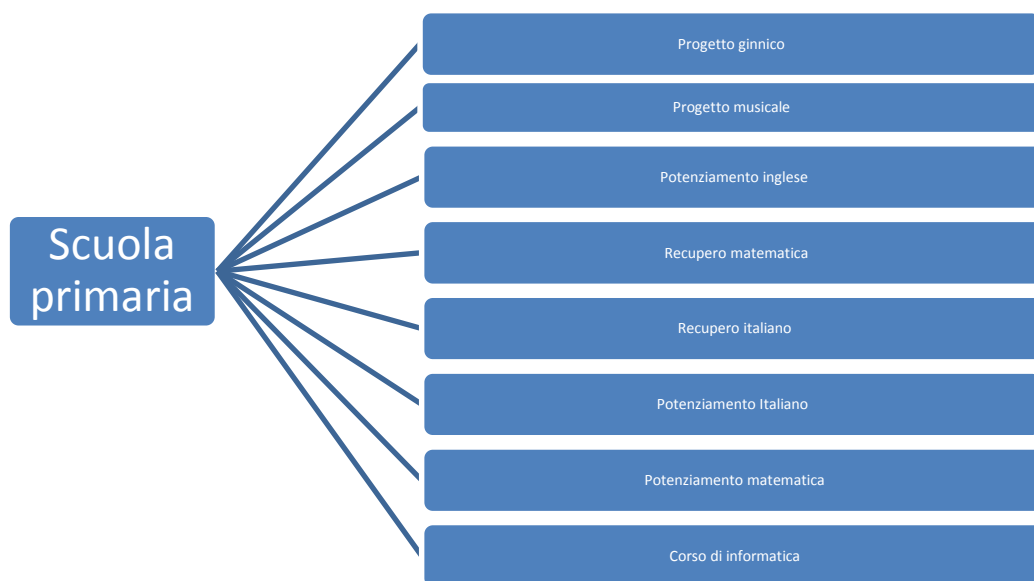 Scuola
primaria
Progetto ginnico
Progetto musicale
Potenziamento inglese
Recupero matematica
Recupero italiano
Potenziamento Italiano
Potenziamento matematica
Corso di informatica